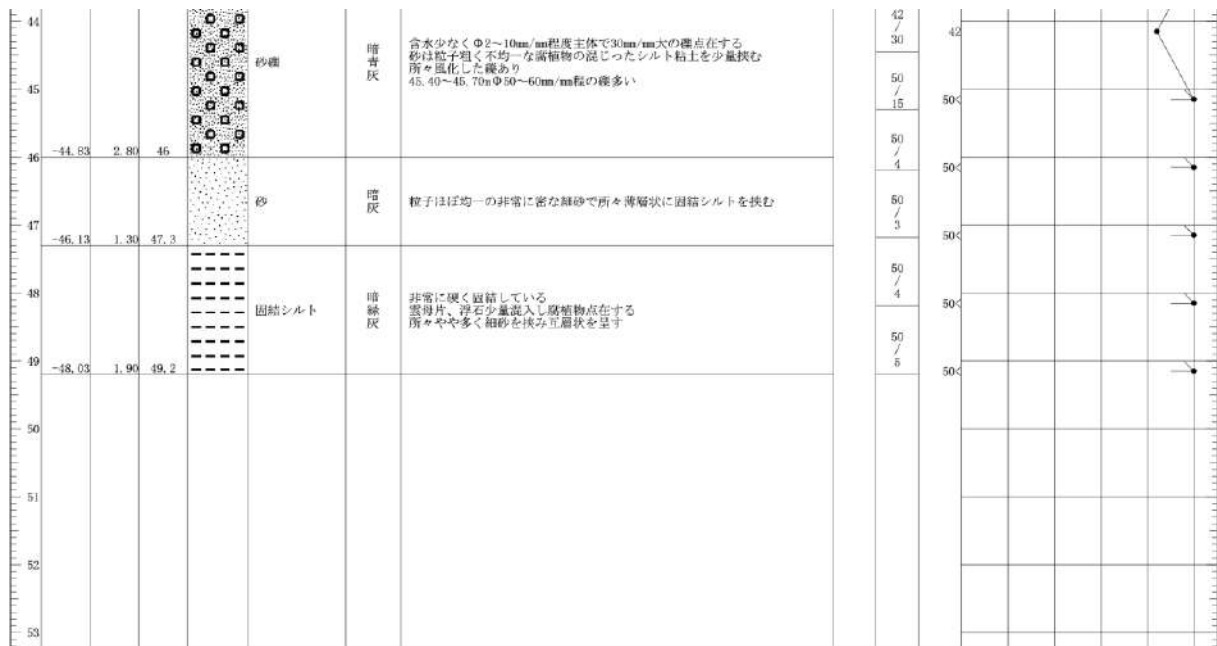 44
45
46
47
48
49
50
51
52
53
-44.83 2.80 46
砂礫
暗青灰
含水少なくΦ2～10mm/mm程度主体で30mm/mm大の礫点在する
砂は粒子粗く不均一な腐植物の混じったシルト粘土を少量挟む
所々風化した礫あり
45.40～45.70mΦ50～60mm/mm程の礫多い
-46.13 1.30 47.3
砂
暗灰
粒子ほぼ均一の非常に密な細砂で所々薄層状に固結シルトを挟む
-48.03 1.90 49.2
固結シルト
暗緑灰
非常に硬く固結している
雲母片、浮石少量混入し腐植物点在する
所々やや多く細砂を挟み互層状を呈す
42
/
30
50
/
15
50
/
4
50
/
3
50
/
4
50
/
5
42
50<
50<
50<
50<
50<